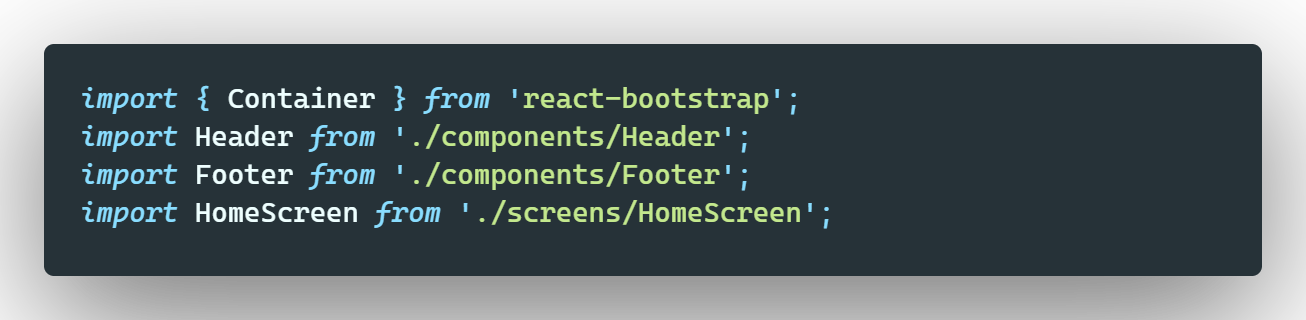 import { Container } from 'react-bootstrap';
import Header from './components/Header';
import Footer from './components/Footer';
import HomeScreen from './screens/HomeScreen';